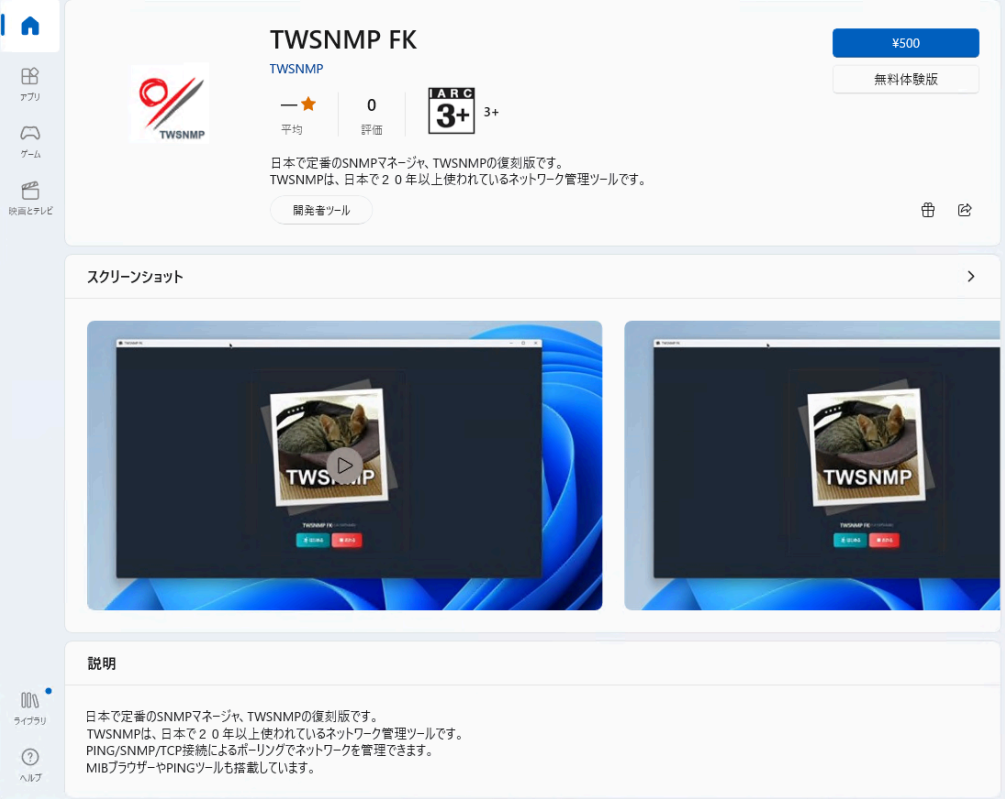 TWSNMP FK
TWSNMP
¥500
無料体験版
アプリ
ゲーム
映画とテレビ
TWSNMP
—
平均
0
評価
IARC
3+
3+
日本で定番のSNMPマネージャ、TWSNMPの復刻版です。
TWSNMPは、日本で２０年以上使われているネットワーク管理ツールです。
開発者ツール
スクリーンショット
TWSNMP
TWSNMP FK
TWSNMP
TWSNMP FK
説明
日本で定番のSNMPマネージャ、TWSNMPの復刻版です。
TWSNMPは、日本で２０年以上使われているネットワーク管理ツールです。
PING/SNMP/TCP接続によるポーリングでネットワークを管理できます。
MIBブラウザーやPINGツールも搭載しています。
ライブラリ
ヘルプ